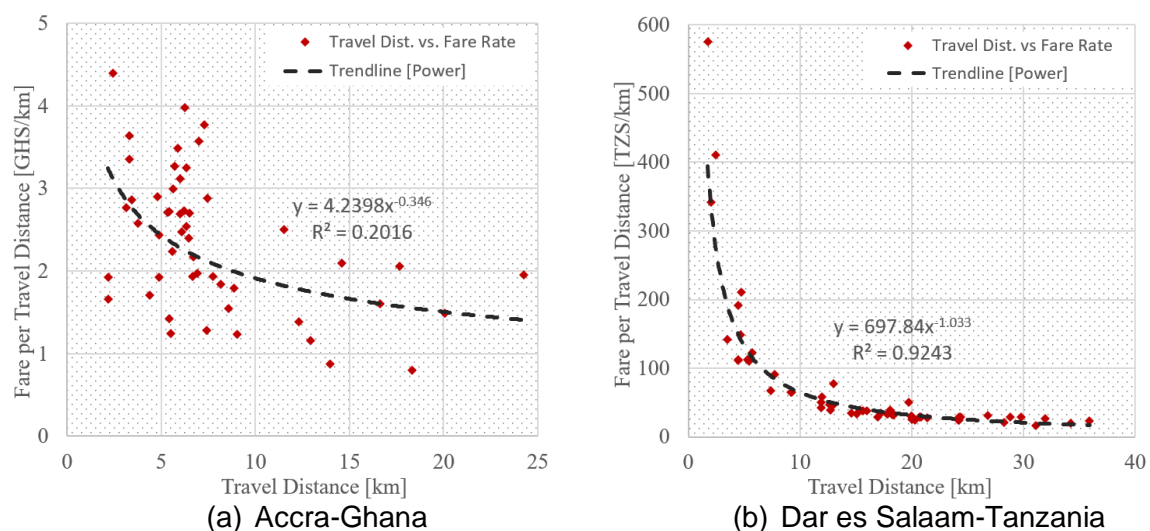 5
4
3
2
1
0
Fare per Travel Distance [GHS/km]
Travel Dist. vs. Fare Rate
Trendline [Power]
y = 4.2398x^-0.346
R² = 0.2016
0 5 10 15 20 25
Travel Distance [km]
(a) Accra-Ghana
600
500
400
300
200
100
0
Fare per Travel Distance [TZS/km]
Travel Dist. vs Fare Rate
Trendline [Power]
y = 697.84x^-1.033
R² = 0.9243
0 10 20 30 40
Travel Distance [km]
(b) Dar es Salaam-Tanzania